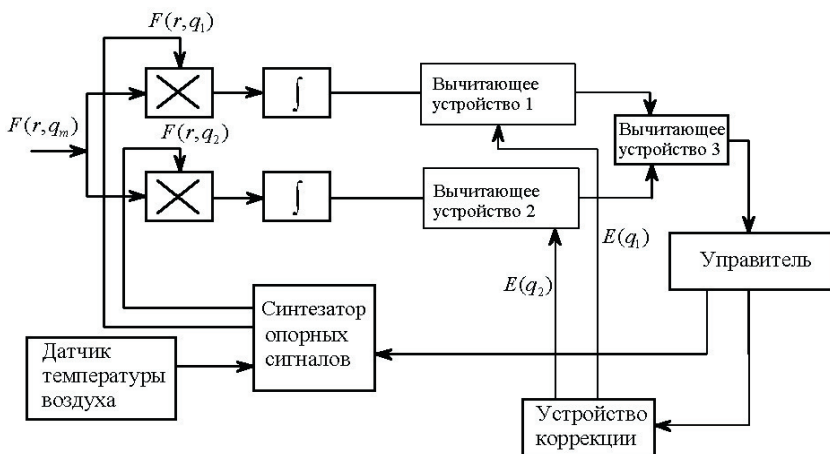 F(r,q₁)
∫
Вычитающее
устройство 1
F(r,qₘ)
F(r,q₂)
Вычитающее
устройство 3
∫
Вычитающее
устройство 2
E(q₁)
E(q₂)
Управитель
Синтезатор
опорных
сигналов
Датчик
температуры
воздуха
Устройство
коррекции